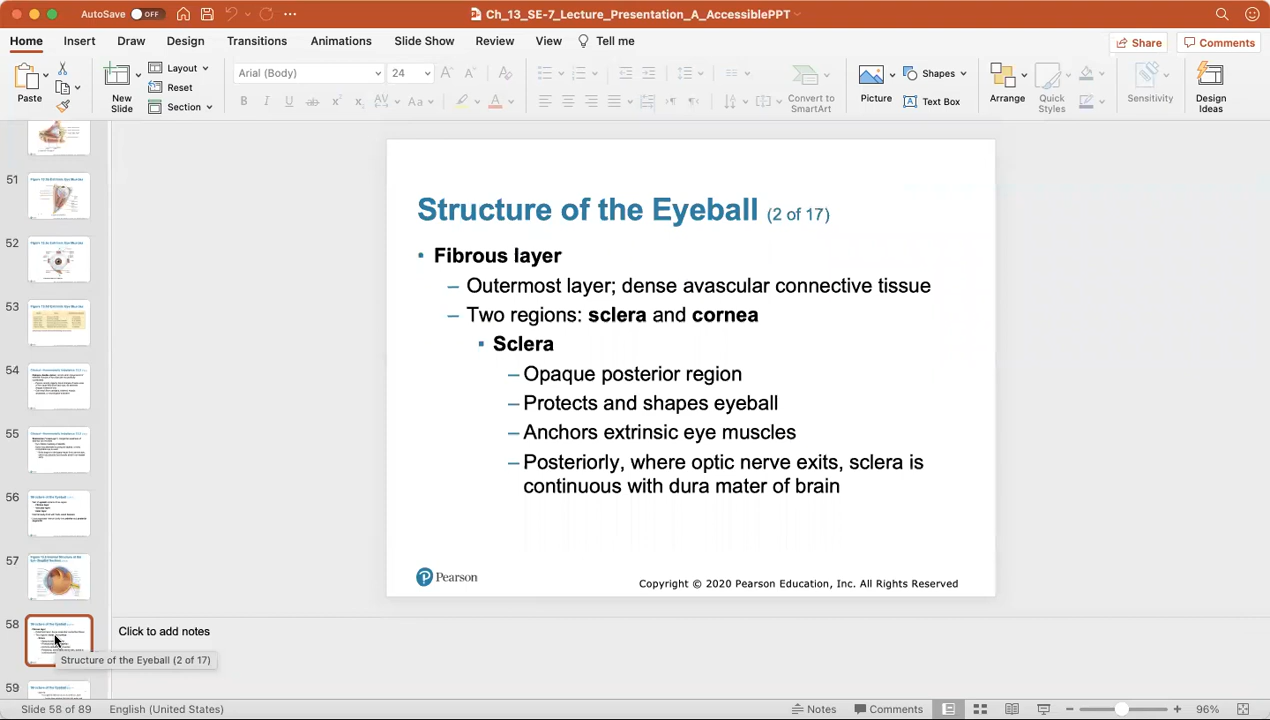 AutoSave OFF
Ch_13_SE-7_Lecture_Presentation_A_AccessiblePPT
Home Insert Draw Design Transitions Animations Slide Show Review View Tell me
Share Comments
Paste
New Slide
Layout
Reset
Section
Arial (Body) 24
Convert to SmartArt
Picture
Shapes
Text Box
Arrange
Quick Styles
Sensitivity
Design Ideas
51
52
53
54
55
56
57
58
59
Structure of the Eyeball (2 of 17)
• Fibrous layer
– Outermost layer; dense avascular connective tissue
– Two regions: sclera and cornea
▪ Sclera
– Opaque posterior region
– Protects and shapes eyeball
– Anchors extrinsic eye muscles
– Posteriorly, where optic nerve exits, sclera is
continuous with dura mater of brain
Pearson
Copyright © 2020 Pearson Education, Inc. All Rights Reserved
Click to add notes
Structure of the Eyeball (2 of 17)
Slide 58 of 89 English (United States) Notes Comments 96%